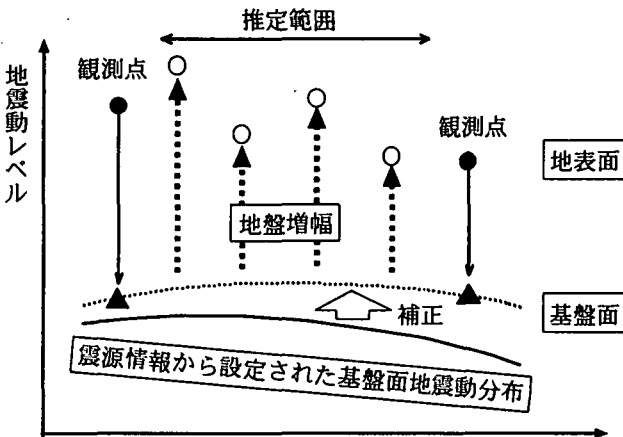 推定範囲
観測点
地震動レベル
観測点
地表面
地盤増幅
補正
基盤面
震源情報から設定された基盤面地震動分布